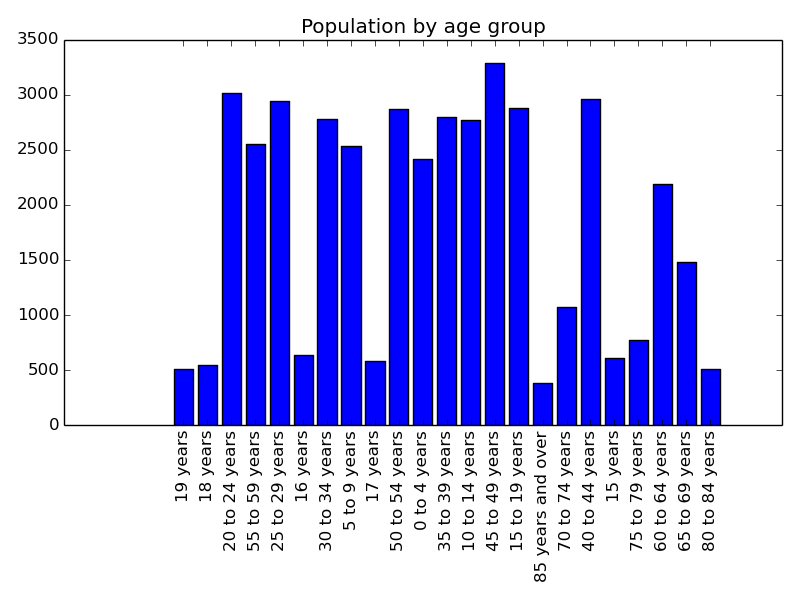 Population by age group
3500
3000
2500
2000
1500
1000
500
0
19 years
18 years
20 to 24 years
55 to 59 years
25 to 29 years
16 years
30 to 34 years
5 to 9 years
17 years
50 to 54 years
0 to 4 years
35 to 39 years
10 to 14 years
45 to 49 years
15 to 19 years
85 years and over
70 to 74 years
40 to 44 years
15 years
75 to 79 years
60 to 64 years
65 to 69 years
80 to 84 years